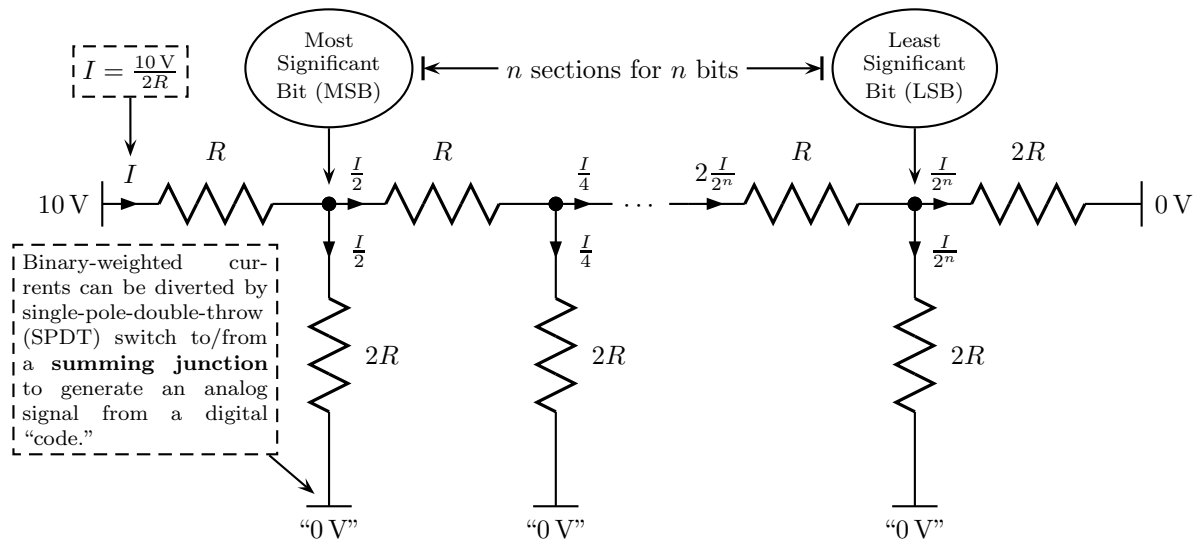 Most
Significant
Bit (MSB)
Least
Significant
Bit (LSB)
I = 10 V / 2R
n sections for n bits
R
R
R
2R
I
I/2
I/4
2 I/2^n
I/2^n
10 V
⋯
0 V
I/2
I/4
I/2^n
Binary-weighted cur-
rents can be diverted by
single-pole-double-throw
(SPDT) switch to/from
a summing junction
to generate an analog
signal from a digital
“code.”
2R
2R
2R
“0 V”
“0 V”
“0 V”